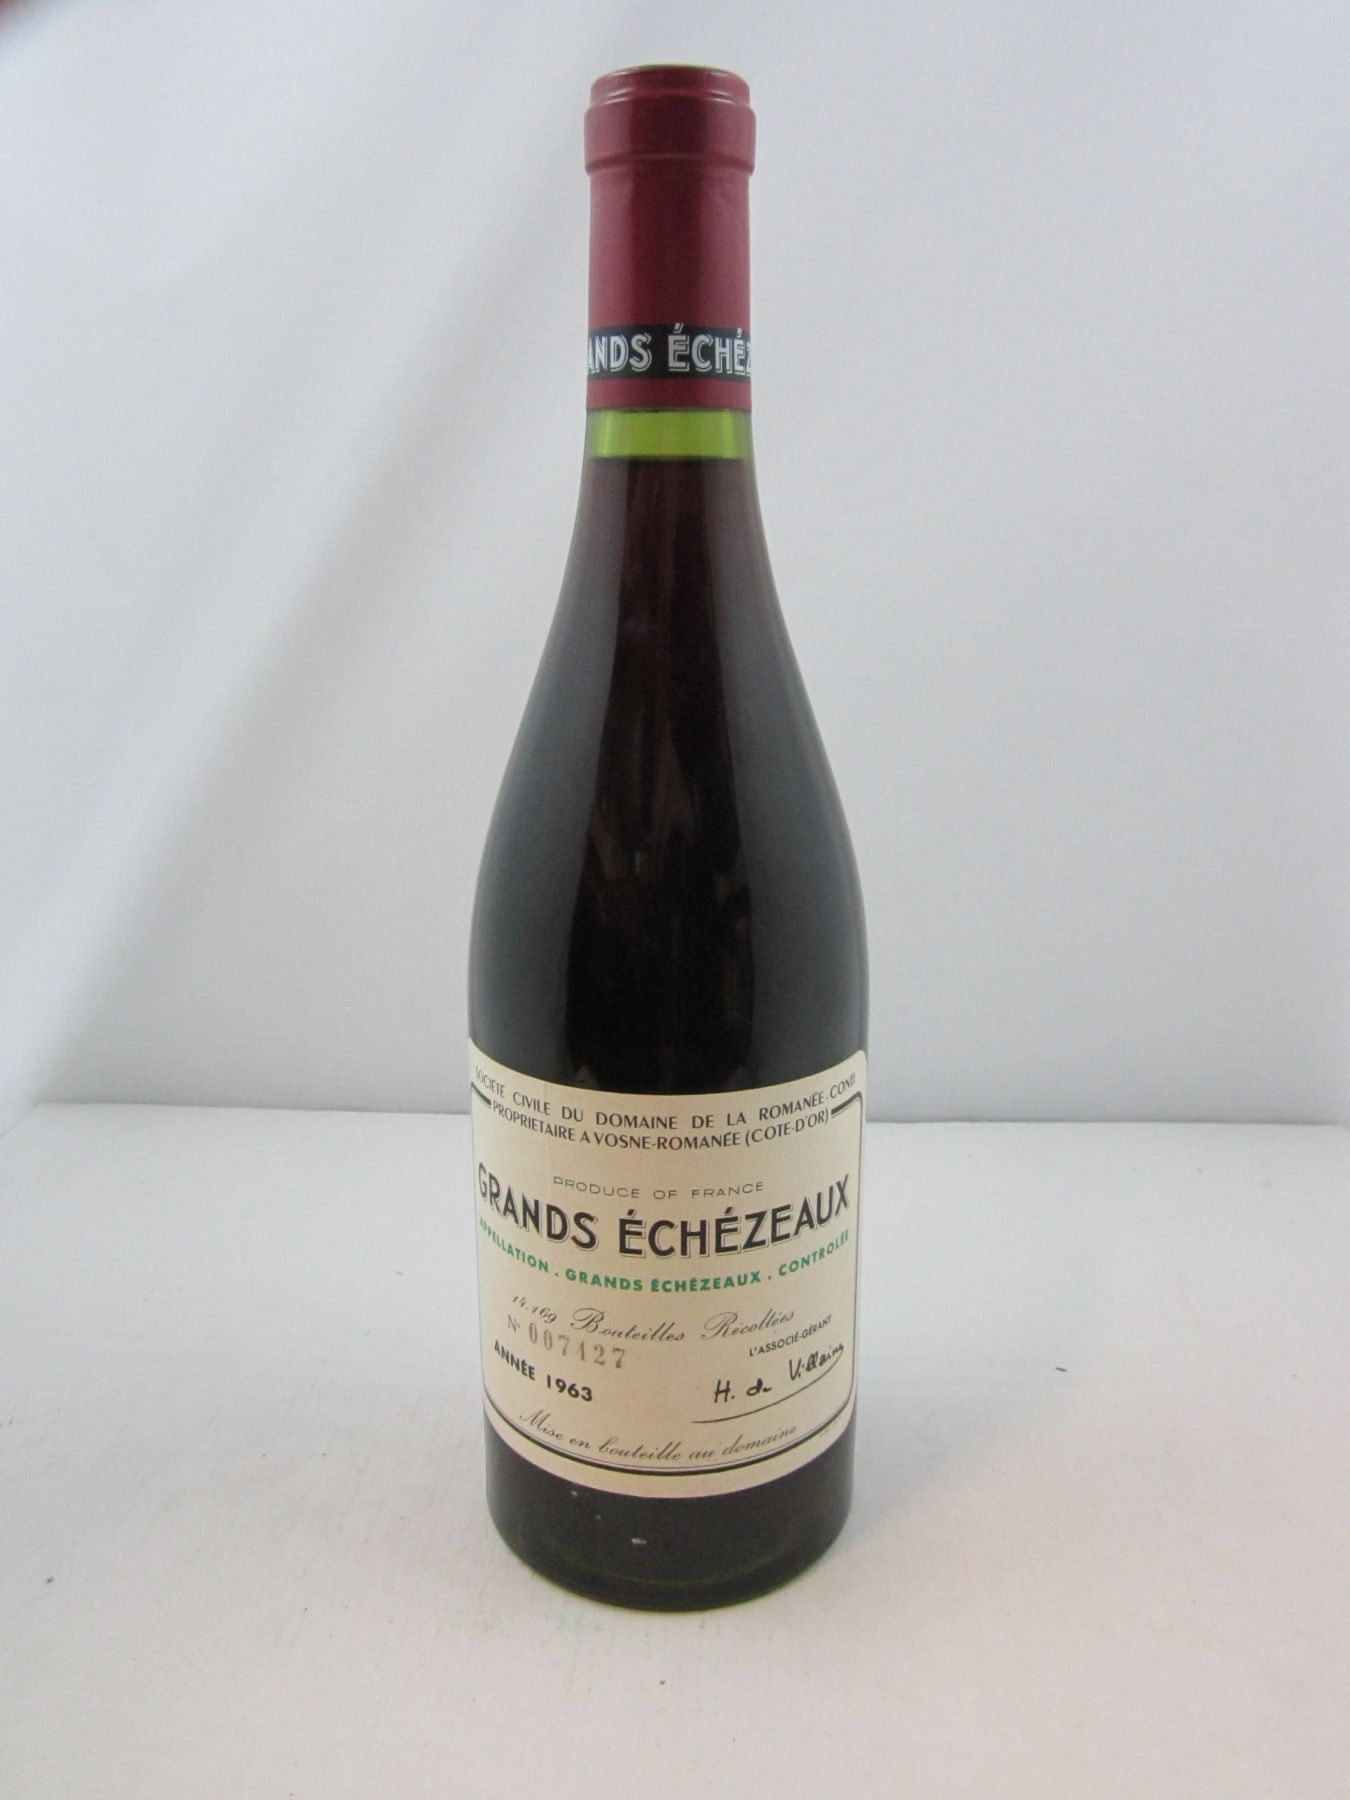 ANDS ÉCHÉZ
SOCIÉTÉ CIVILE DU DOMAINE DE LA ROMANÉE-CONTI
PROPRIETAIRE A VOSNE-ROMANÉE (COTE-D'OR)
PRODUCE OF FRANCE
GRANDS ÉCHÉZEAUX
APPELLATION . GRANDS ÉCHÉZEAUX . CONTROLÉE
14.169 Bouteilles Récoltées
N° 007427
L'ASSOCIÉ-GÉRANT
ANNÉE 1963
H. de Villaine
Mise en bouteille au domaine